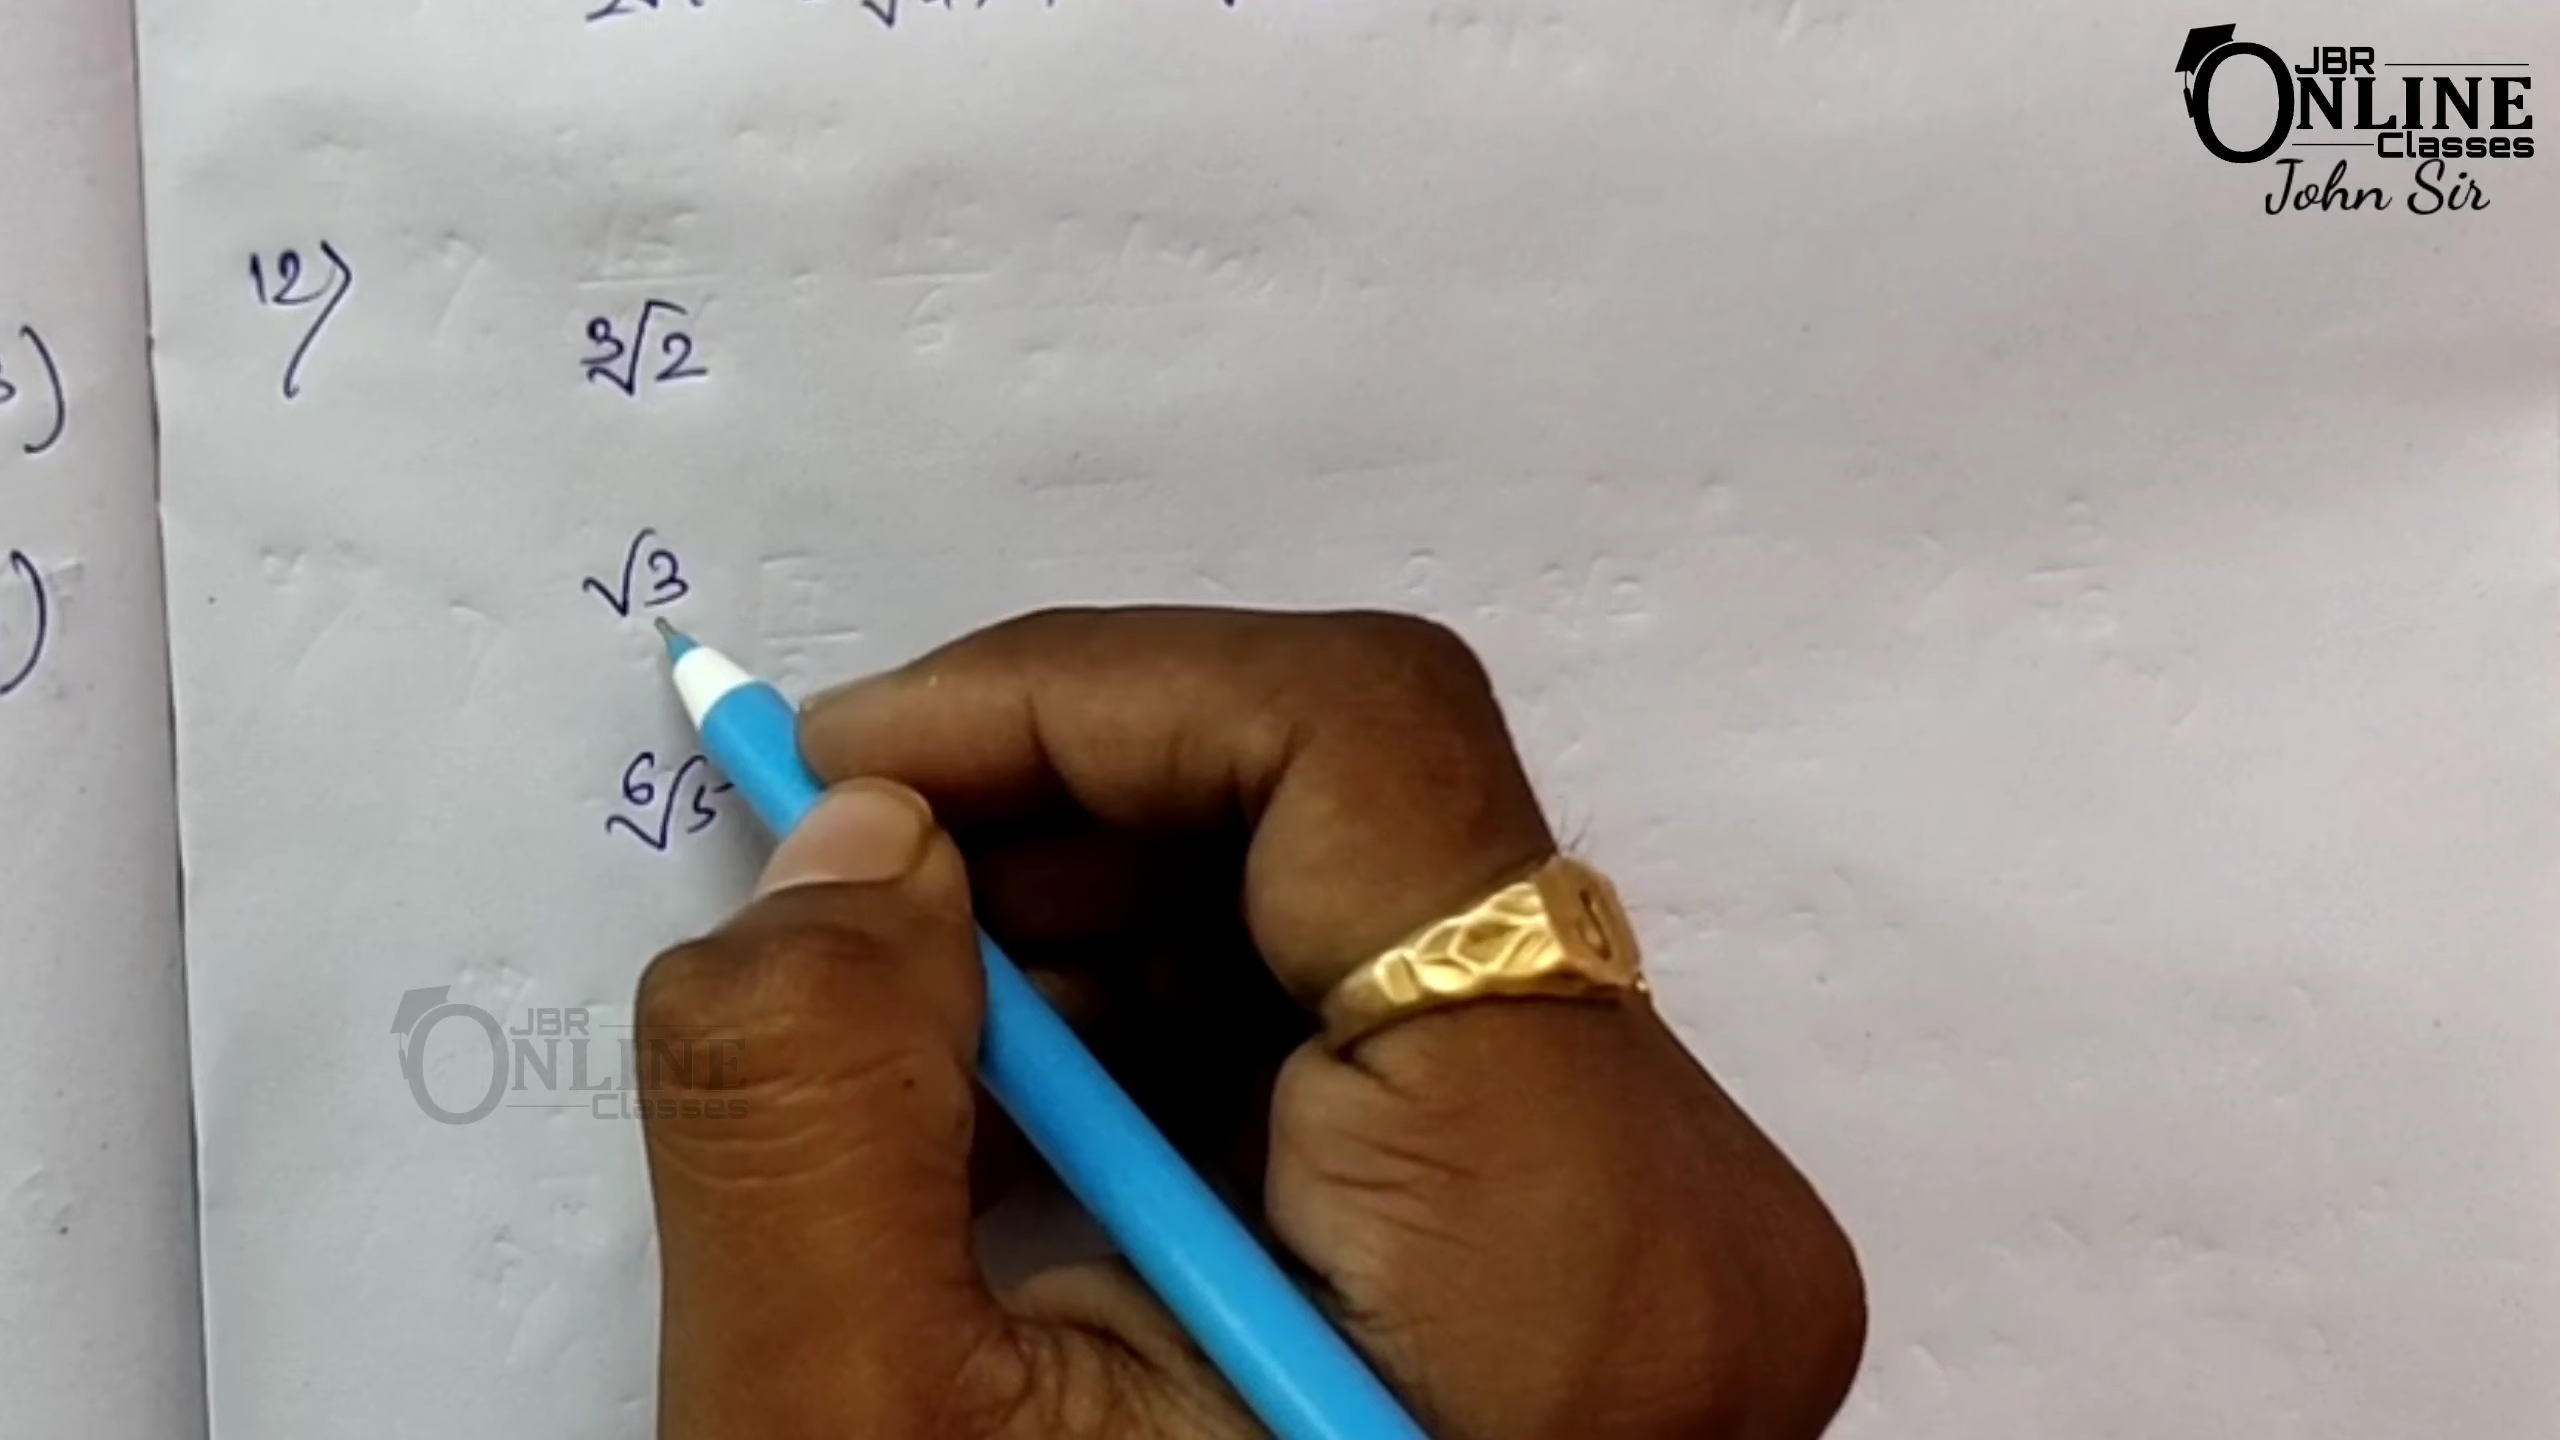 JBR
ONLINE
Classes
John Sir
12)
∛2
√3
⁶√5
JBR
ONLINE
Classes